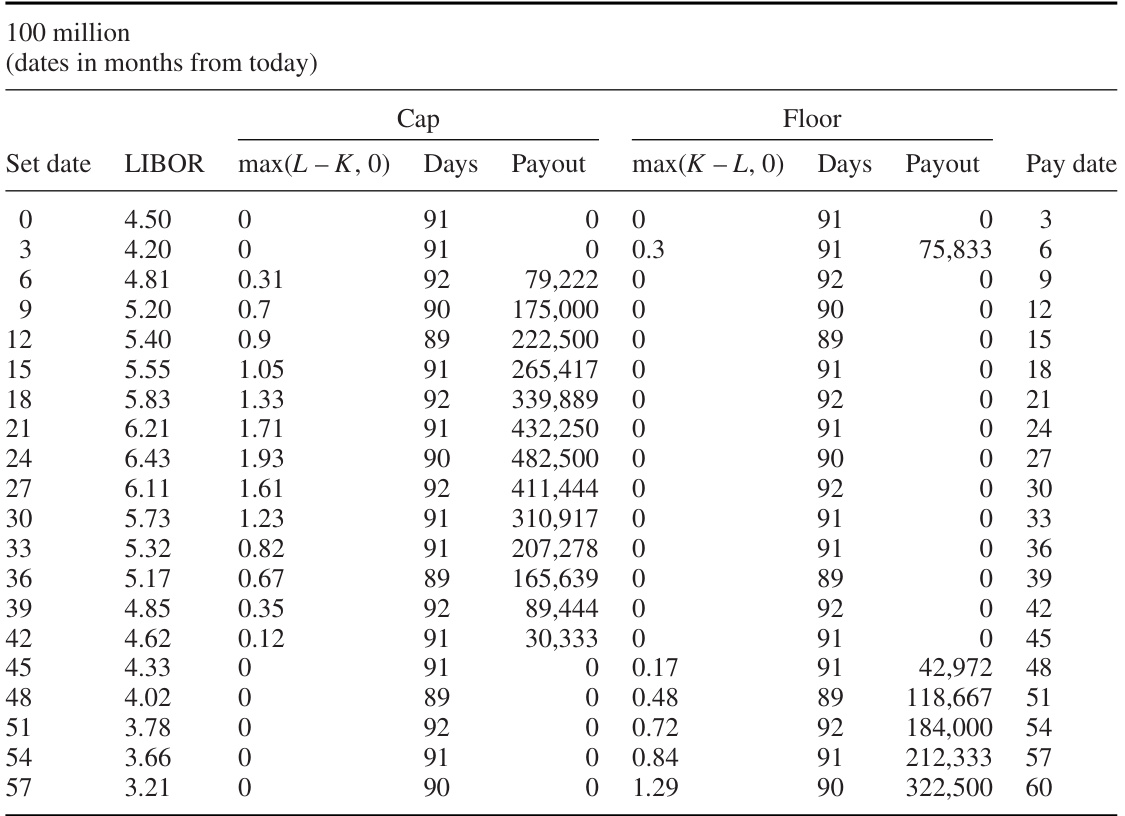 100 million
(dates in months from today)
Cap Floor
Set date LIBOR max(L – K, 0) Days Payout max(K – L, 0) Days Payout Pay date
0 4.50 0 91 0 0 91 0 3
3 4.20 0 91 0 0.3 91 75,833 6
6 4.81 0.31 92 79,222 0 92 0 9
9 5.20 0.7 90 175,000 0 90 0 12
12 5.40 0.9 89 222,500 0 89 0 15
15 5.55 1.05 91 265,417 0 91 0 18
18 5.83 1.33 92 339,889 0 92 0 21
21 6.21 1.71 91 432,250 0 91 0 24
24 6.43 1.93 90 482,500 0 90 0 27
27 6.11 1.61 92 411,444 0 92 0 30
30 5.73 1.23 91 310,917 0 91 0 33
33 5.32 0.82 91 207,278 0 91 0 36
36 5.17 0.67 89 165,639 0 89 0 39
39 4.85 0.35 92 89,444 0 92 0 42
42 4.62 0.12 91 30,333 0 91 0 45
45 4.33 0 91 0 0.17 91 42,972 48
48 4.02 0 89 0 0.48 89 118,667 51
51 3.78 0 92 0 0.72 92 184,000 54
54 3.66 0 91 0 0.84 91 212,333 57
57 3.21 0 90 0 1.29 90 322,500 60